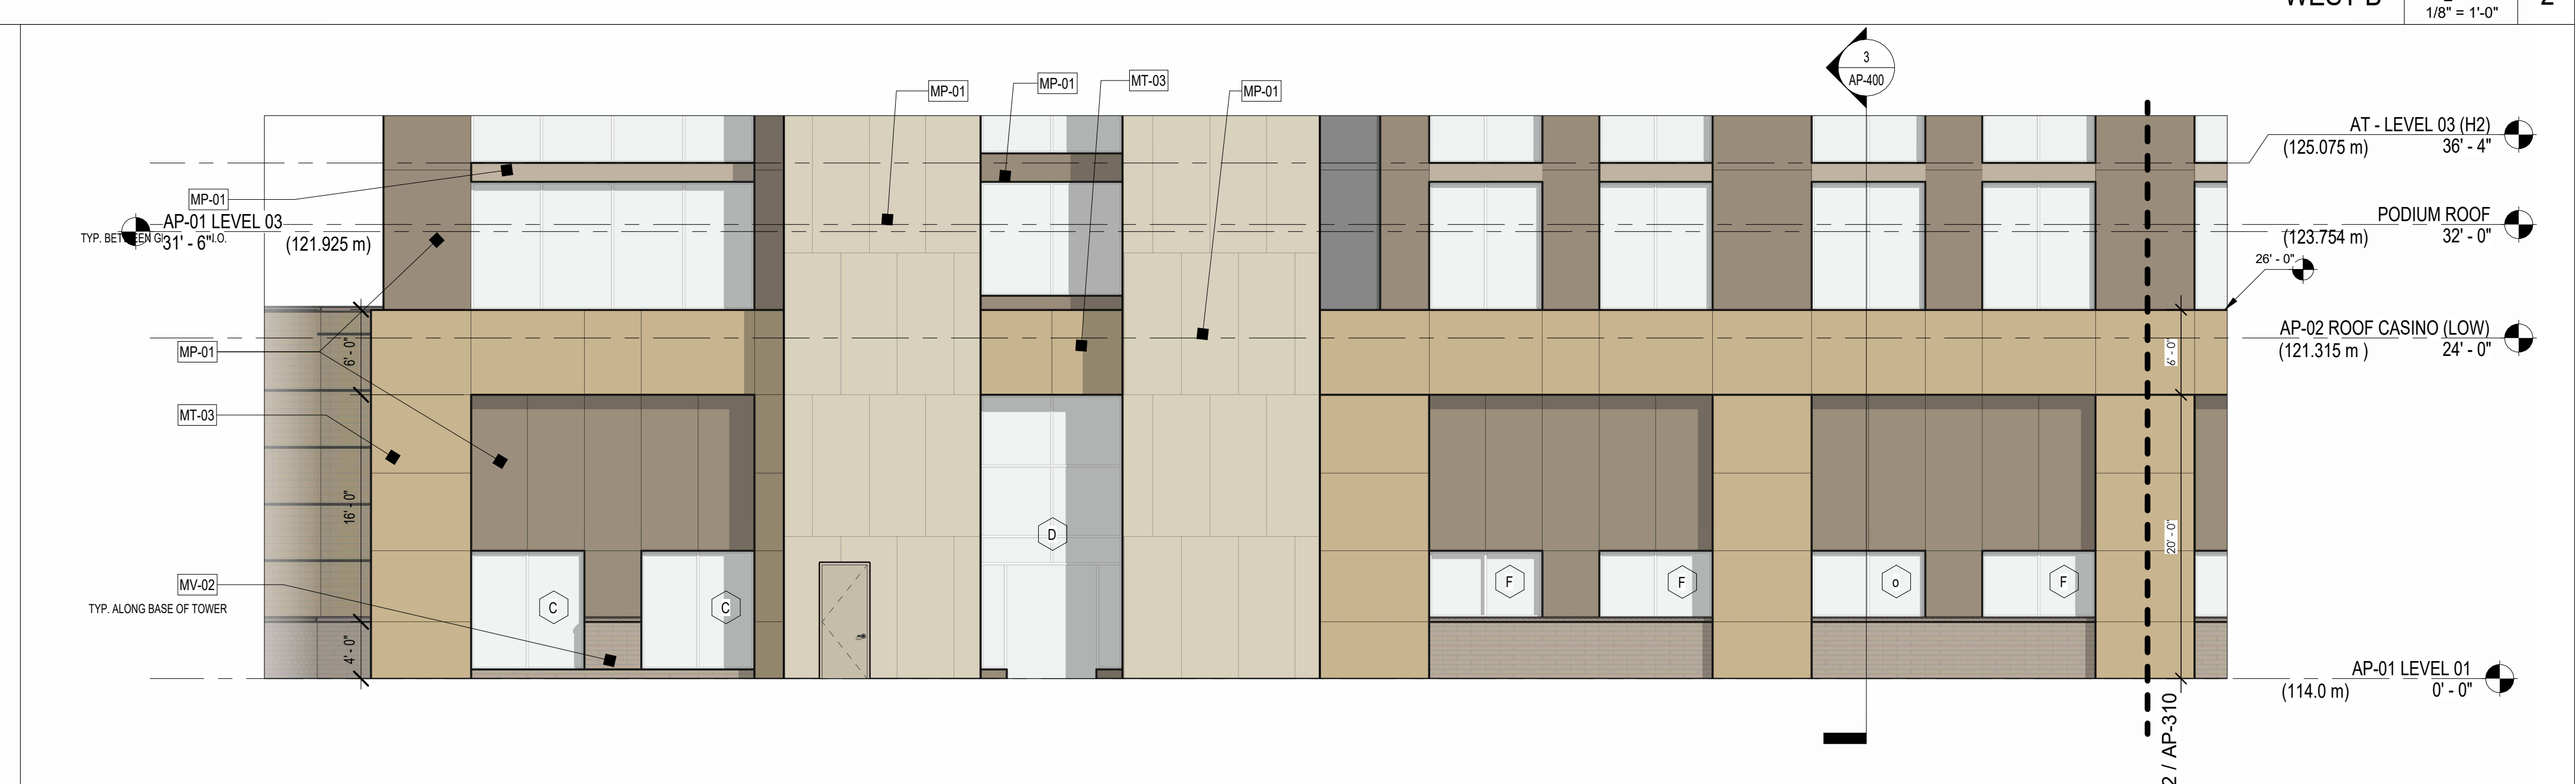 WEST B
1/8" = 1'-0"
2
3
AP-400
MP-01
MP-01
MT-03
MP-01
AT - LEVEL 03 (H2)
(125.075 m) 36' - 4"
MP-01
AP-01 LEVEL 03
31' - 6"
(121.925 m)
PODIUM ROOF
(123.754 m) 32' - 0"
26' - 0"
AP-02 ROOF CASINO (LOW)
(121.315 m ) 24' - 0"
MP-01
6' - 0"
6' - 0"
MT-03
16' - 0"
20' - 0"
D
MV-02
TYP. ALONG BASE OF TOWER
C
C
F
F
o
F
4' - 0"
AP-01 LEVEL 01
(114.0 m) 0' - 0"
2 / AP-310